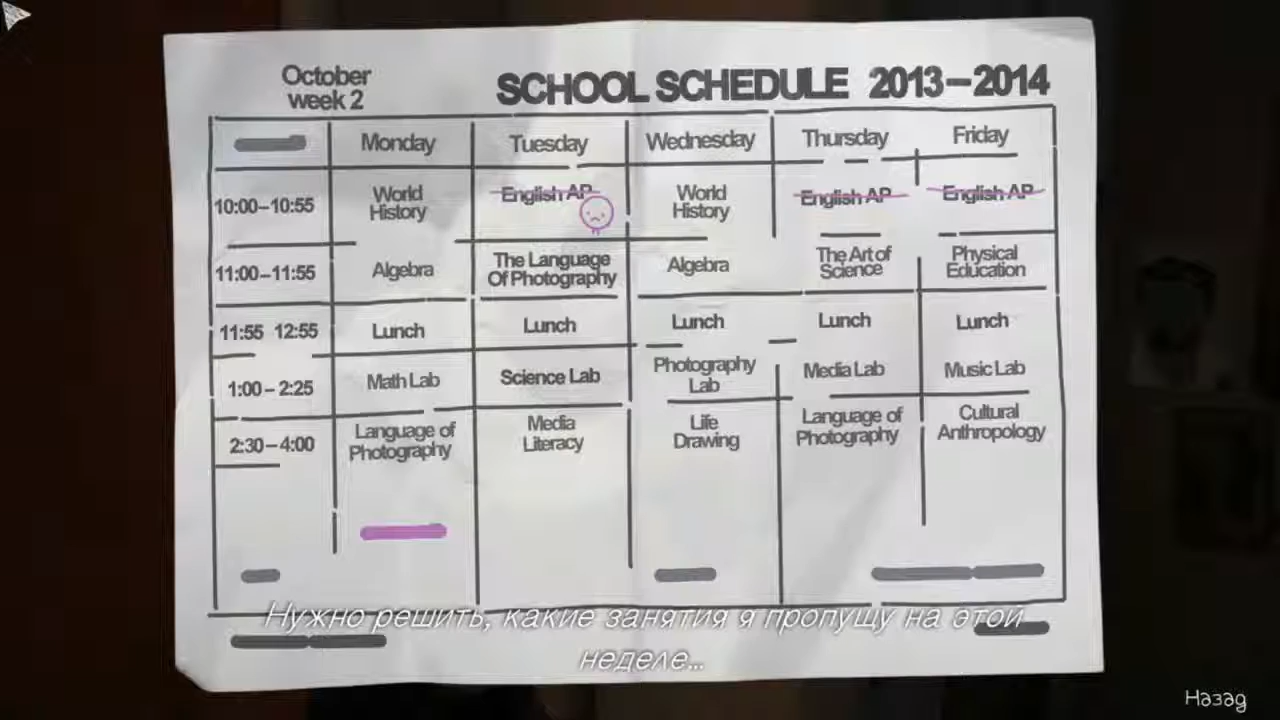 October
week 2
SCHOOL SCHEDULE 2013-2014
Monday Tuesday Wednesday Thursday Friday
10:00-10:55 World History English AP World History English AP English AP
11:00-11:55 Algebra The Language Of Photography Algebra The Art of Science Physical Education
11:55 12:55 Lunch Lunch Lunch Lunch Lunch
1:00-2:25 Math Lab Science Lab Photography Lab Media Lab Music Lab
2:30-4:00 Language of Photography Media Literacy Life Drawing Language of Photography Cultural Anthropology
Нужно решить, какие занятия я пропущу на этой
неделе...
Назад